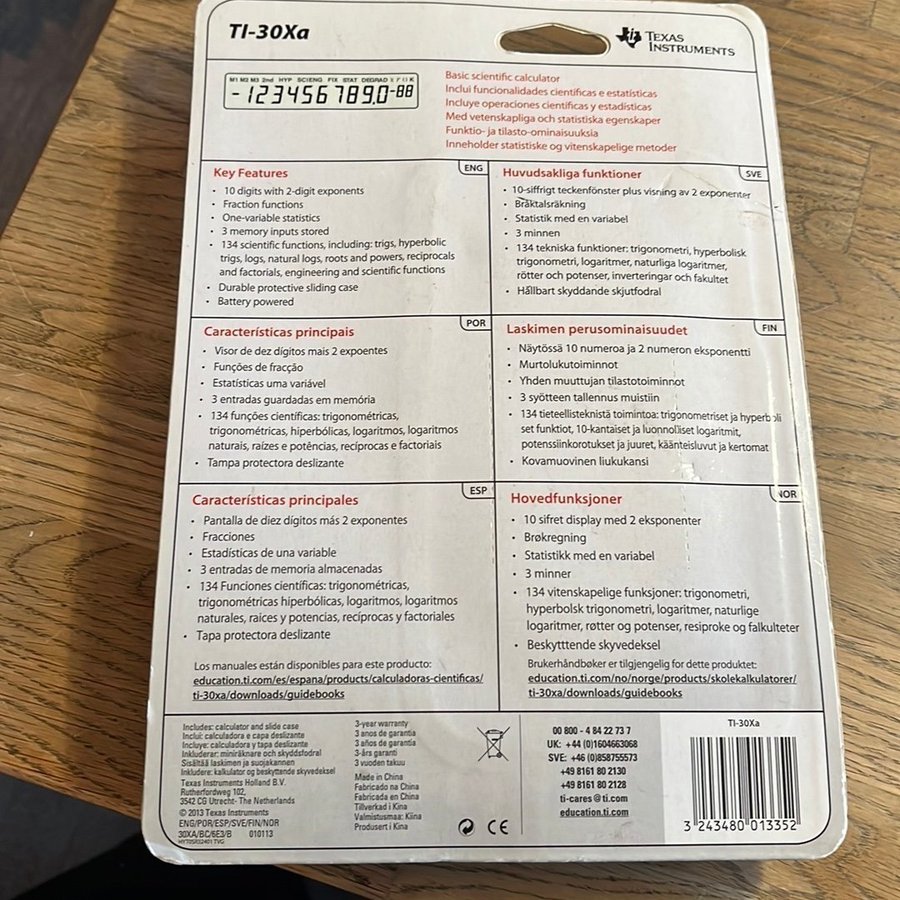 TI-30Xa
TEXAS
INSTRUMENTS
M1 M2 M3 2nd HYP SCIENG FIX STAT DEGRAD x r () K
-123456789.0-88
Basic scientific calculator
Inclui funcionalidades científicas e estatísticas
Incluye operaciones científicas y estadísticas
Med vetenskapliga och statistiska egenskaper
Funktio- ja tilasto-ominaisuuksia
Inneholder statistiske og vitenskapelige metoder
ENG
Key Features
• 10 digits with 2-digit exponents
• Fraction functions
• One-variable statistics
• 3 memory inputs stored
• 134 scientific functions, including: trigs, hyperbolic
trigs, logs, natural logs, roots and powers, reciprocals
and factorials, engineering and scientific functions
• Durable protective sliding case
• Battery powered
SVE
Huvudsakliga funktioner
• 10-siffrigt teckenfönster plus visning av 2 exponenter
• Bråktalsräkning
• Statistik med en variabel
• 3 minnen
• 134 tekniska funktioner: trigonometri, hyperbolisk
trigonometri, logaritmer, naturliga logaritmer,
rötter och potenser, inverteringar och fakultet
• Hållbart skyddande skjutfodral
POR
Características principais
• Visor de dez dígitos mais 2 expoentes
• Funções de fracção
• Estatísticas uma variável
• 3 entradas guardadas em memória
• 134 funções científicas: trigonométricas,
trigonométricas, hiperbólicas, logaritmos, logaritmos
naturais, raízes e potências, recíprocas e factoriais
• Tampa protectora deslizante
FIN
Laskimen perusominaisuudet
• Näytössä 10 numeroa ja 2 numeron eksponentti
• Murtolukutoiminnot
• Yhden muuttujan tilastotoiminnot
• 3 syötteen tallennus muistiin
• 134 tieteellisteknistä toimintoa: trigonometriset ja hyperboli
set funktiot, 10-kantaiset ja luonnolliset logaritmit,
potenssiinkorotukset ja juuret, käänteisluvut ja kertomat
• Kovamuovinen liukukansi
ESP
Características principales
• Pantalla de diez dígitos más 2 exponentes
• Fracciones
• Estadísticas de una variable
• 3 entradas de memoria almacenadas
• 134 Funciones científicas: trigonométricas,
trigonométricas hiperbólicas, logaritmos, logaritmos
naturales, raices y potencias, recíprocas y factoriales
• Tapa protectora deslizante
Los manuales están disponibles para este producto:
education.ti.com/es/espana/products/calculadoras-cientificas/
ti-30xa/downloads/guidebooks
NOR
Hovedfunksjoner
• 10 sifret display med 2 eksponenter
• Brøkregning
• Statistikk med en variabel
• 3 minner
• 134 vitenskapelige funksjoner: trigonometri,
hyperbolsk trigonometri, logaritmer, naturlige
logaritmer, røtter og potenser, resiproke og falkulteter
• Beskytttende skyvedeksel
Brukerhåndbøker er tilgjengelig for dette produktet:
education.ti.com/no/norge/products/skolekalkulatorer/
ti-30xa/downloads/guidebooks
Includes: calculator and slide case
Inclui: calculadora e capa deslizante
Incluye: calculadora y tapa deslizante
Inkluderar: miniräknare och skyddsfodral
Sisältää laskimen ja suojakannen
Inkludere: kalkulator og beskyttende skyvedeksel
Texas Instruments Holland B.V.
Rutherfordweg 102,
3542 CG Utrecht- The Netherlands
© 2013 Texas Instruments
ENG/POR/ESP/SVE/FIN/NOR
30XA/BC/6E3/B 010113
HY70SR32401 TVG
3-year warranty
3 anos de garantia
3 años de garantia
3-års garanti
3 vuoden takuu
Made in China
Fabricado na China
Fabricada en China
Tillverkad i Kina
Valmistusmaa: Kiina
Produsert i Kina
CE
00 800 - 4 84 22 73 7
UK: +44 (0)1604663068
SVE: +46 (0)858755573
+49 8161 80 2130
+49 8161 80 2128
ti-cares@ti.com
education.ti.com
TI-30Xa
3 243480 013352